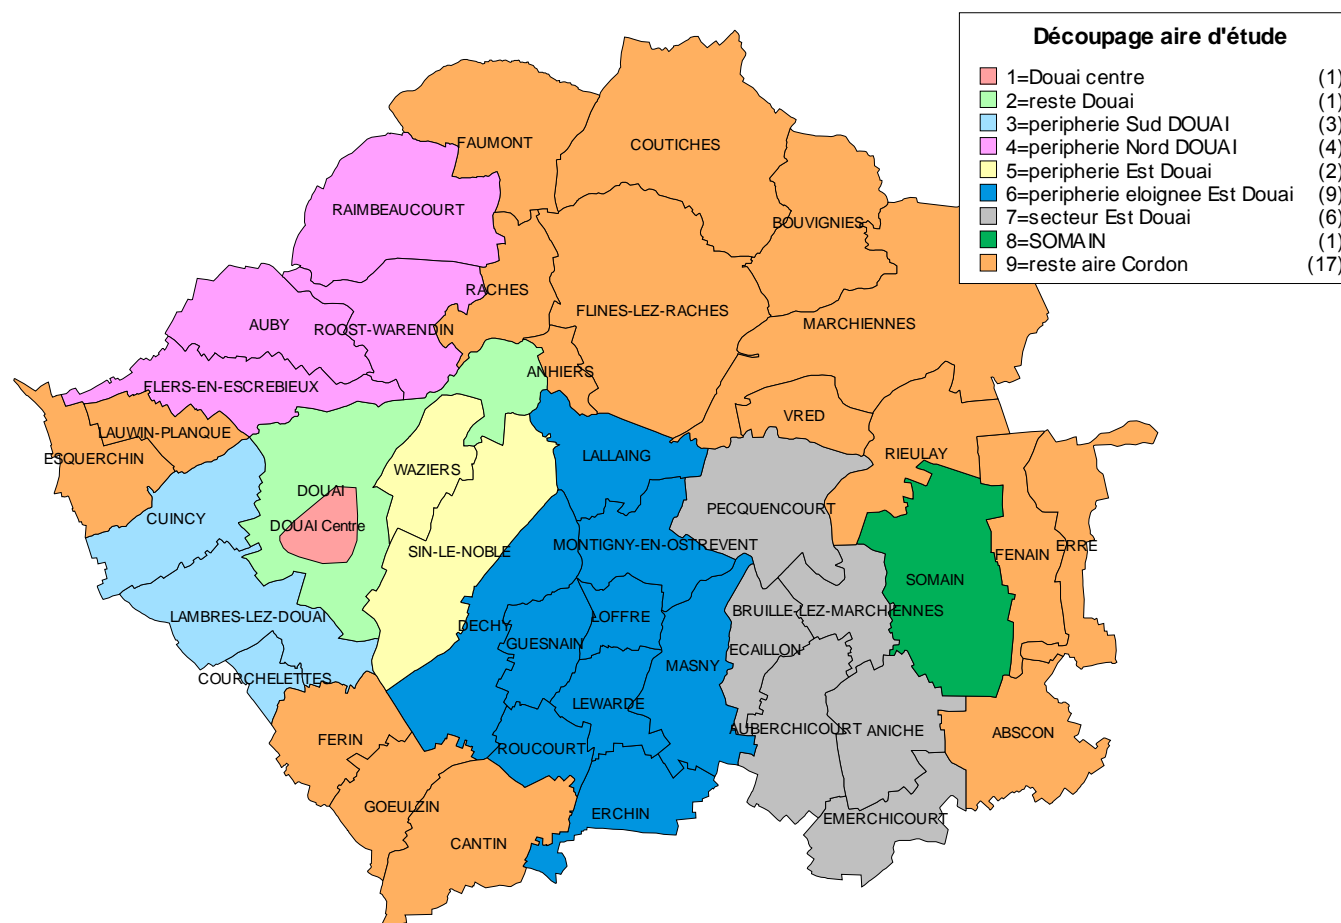 Découpage aire d'étude
1=Douai centre (1)
2=reste Douai (1)
3=peripherie Sud DOUAI (3)
4=peripherie Nord DOUAI (4)
5=peripherie Est Douai (2)
6=peripherie eloignee Est Douai (9)
7=secteur Est Douai (6)
8=SOMAIN (1)
9=reste aire Cordon (17)
FAUMONT
COUTICHES
RAIMBEAUCOURT
BOUVIGNIES
RACHES
FLINES-LEZ-RACHES
AUBY
ROOST-WARENDIN
MARCHIENNES
ANHIERS
FLERS-EN-ESCREBIEUX
VRED
LAUWIN-PLANQUE
ESQUERCHIN
WAZIERS
LALLAING
RIEULAY
DOUAI
CUINCY
DOUAI Centre
PECQUENCOURT
SIN-LE-NOBLE
MONTIGNY-EN-OSTREVENT
FENAIN
ERRE
SOMAIN
LAMBRES-LEZ-DOUAI
DECHY
LOFFRE
BRUILLE-LEZ-MARCHIENNES
GUESNAIN
ECAILLON
MASNY
COURCHELETTES
LEWARDE
FERIN
ROUCOURT
AUBERCHICOURT
ANICHE
ABSCON
GOEULZIN
ERCHIN
EMERCHICOURT
CANTIN